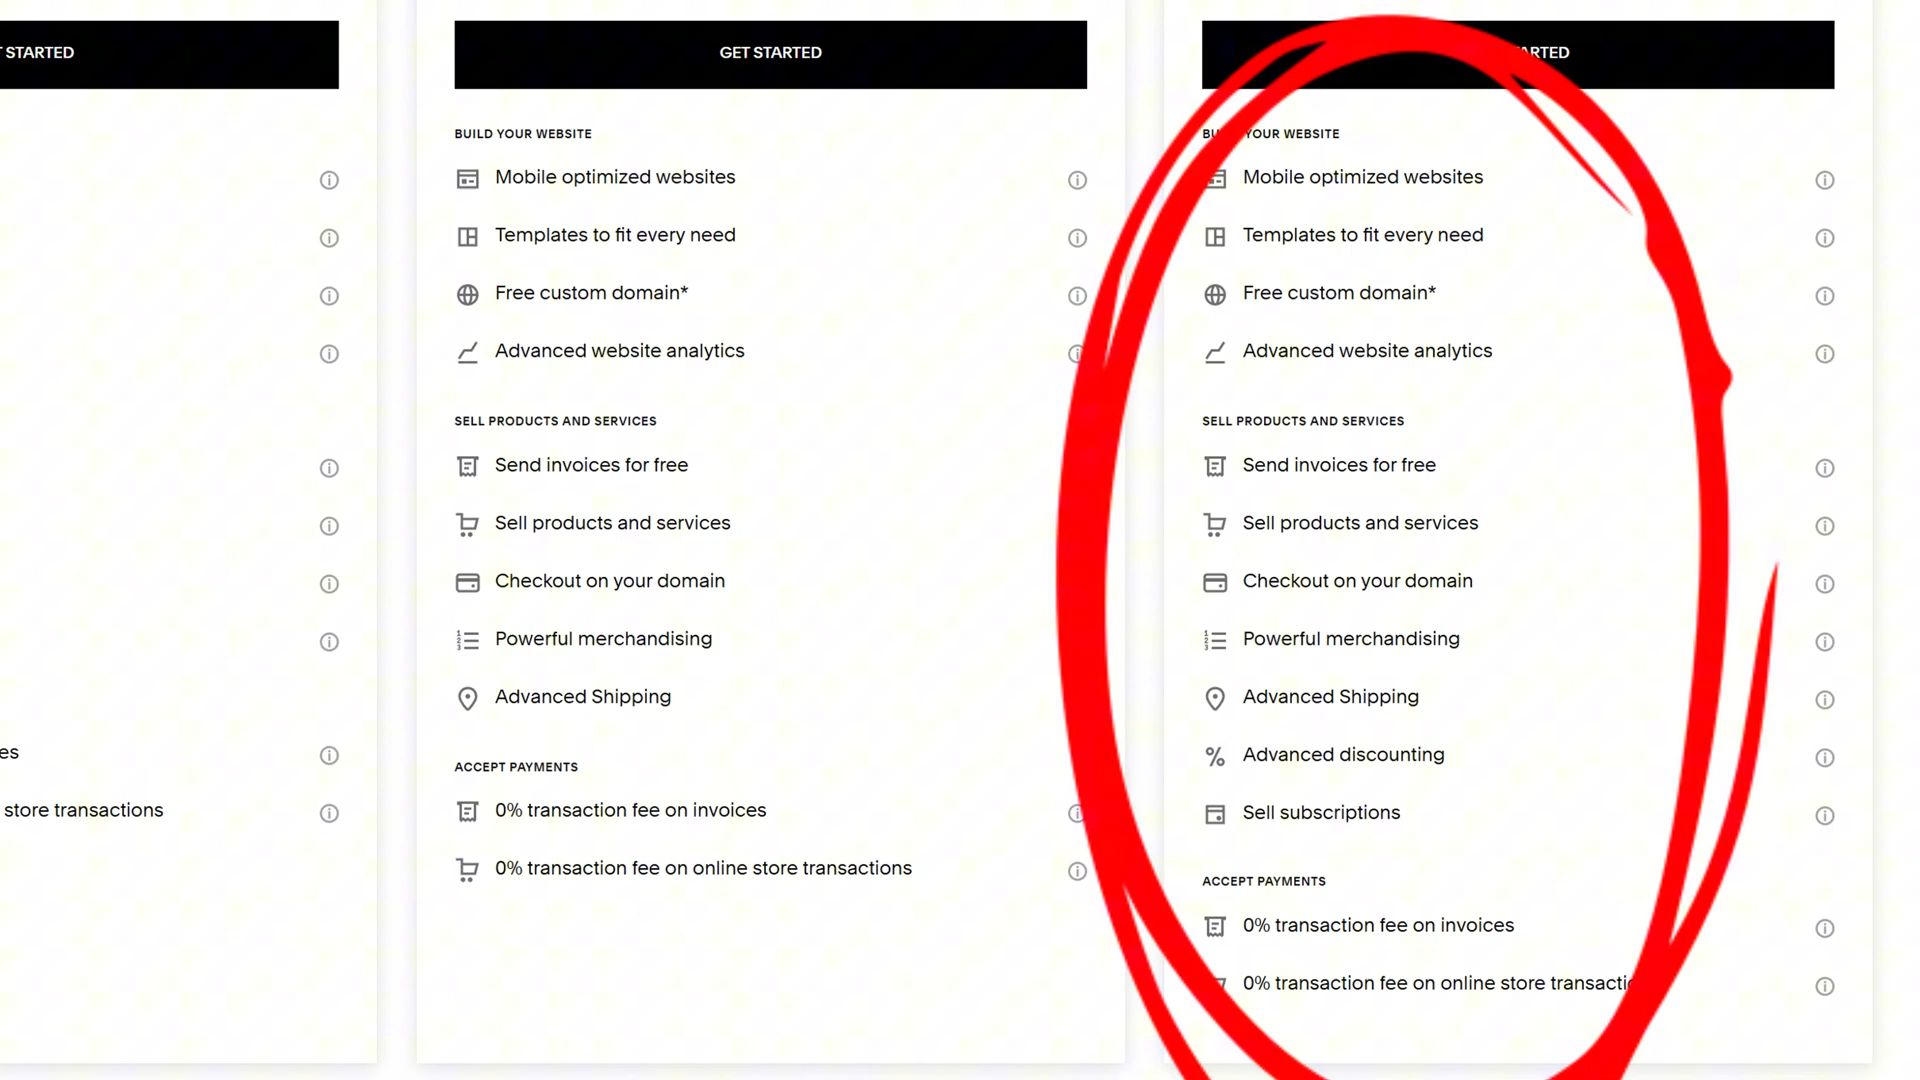 STARTED
es
store transactions
GET STARTED
BUILD YOUR WEBSITE
Mobile optimized websites
Templates to fit every need
Free custom domain*
Advanced website analytics
SELL PRODUCTS AND SERVICES
Send invoices for free
Sell products and services
Checkout on your domain
Powerful merchandising
Advanced Shipping
ACCEPT PAYMENTS
0% transaction fee on invoices
0% transaction fee on online store transactions
ARTED
YOUR WEBSITE
Mobile optimized websites
Templates to fit every need
Free custom domain*
Advanced website analytics
SELL PRODUCTS AND SERVICES
Send invoices for free
Sell products and services
Checkout on your domain
Powerful merchandising
Advanced Shipping
Advanced discounting
Sell subscriptions
ACCEPT PAYMENTS
0% transaction fee on invoices
0% transaction fee on online store transacti